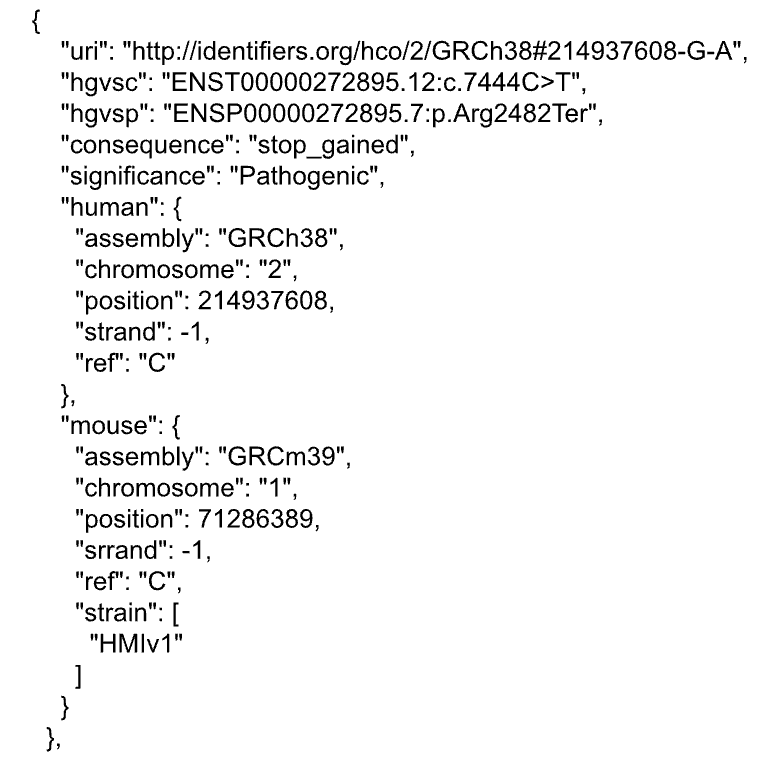 {
"uri": "http://identifiers.org/hco/2/GRCh38#214937608-G-A",
"hgvsc": "ENST00000272895.12:c.7444C>T",
"hgvsp": "ENSP00000272895.7:p.Arg2482Ter",
"consequence": "stop_gained",
"significance": "Pathogenic",
"human": {
"assembly": "GRCh38",
"chromosome": "2",
"position": 214937608,
"strand": -1,
"ref": "C"
},
"mouse": {
"assembly": "GRCm39",
"chromosome": "1",
"position": 71286389,
"srrand": -1,
"ref": "C",
"strain": [
"HMIv1"
]
}
},